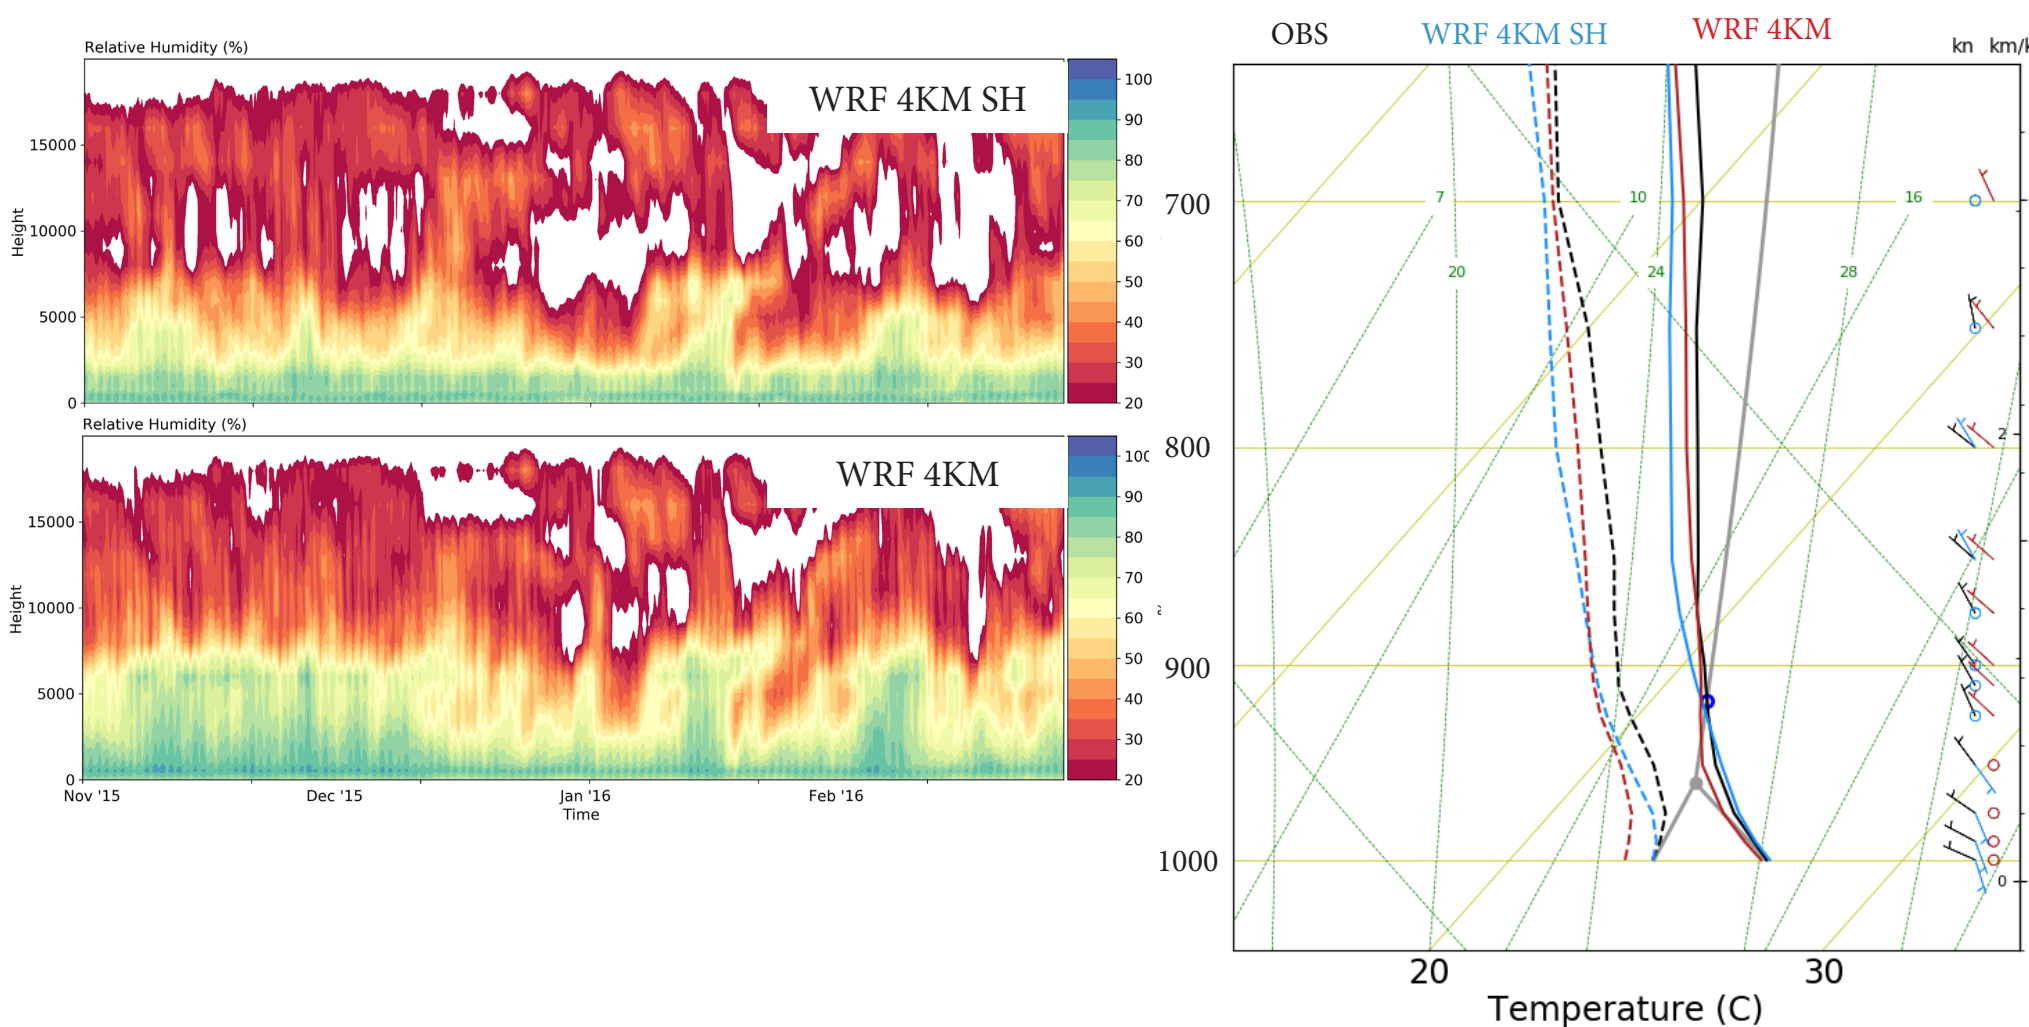 Relative Humidity (%)
WRF 4KM SH
Height
15000
10000
5000
0
100
90
80
70
60
50
40
30
20
Relative Humidity (%)
WRF 4KM
Height
15000
10000
5000
0
10
90
80
70
60
50
40
30
20
Nov '15 Dec '15 Jan '16 Feb '16
Time
OBS WRF 4KM SH WRF 4KM
kn km/
700
800
900
1000
7 10 16
20 24 28
2
0
20 30
Temperature (C)